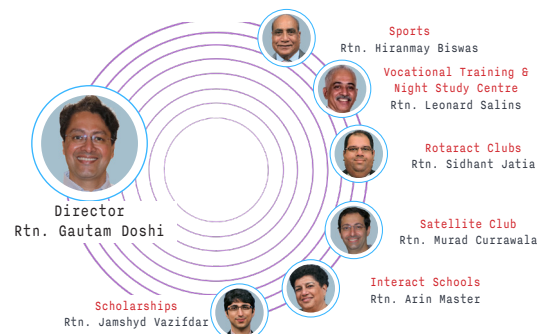 Sports
Rtn. Hiranmay Biswas
Vocational Training &
Night Study Centre
Rtn. Leonard Salins
Rotaract Clubs
Rtn. Sidhant Jatia
Director
Rtn. Gautam Doshi
Satellite Club
Rtn. Murad Currawala
Interact Schools
Rtn. Arin Master
Scholarships
Rtn. Jamshyd Vazifdar